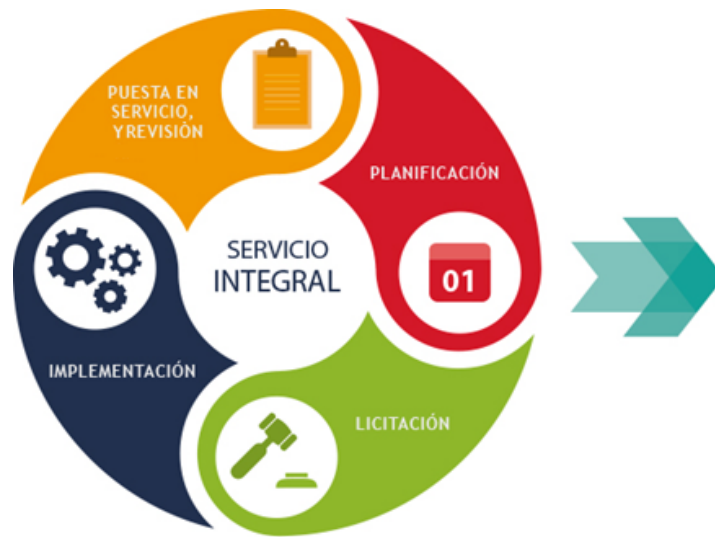 PUESTA EN
SERVICIO,
Y REVISIÓN
PLANIFICACIÓN
SERVICIO
INTEGRAL
01
IMPLEMENTACIÓN
LICITACIÓN